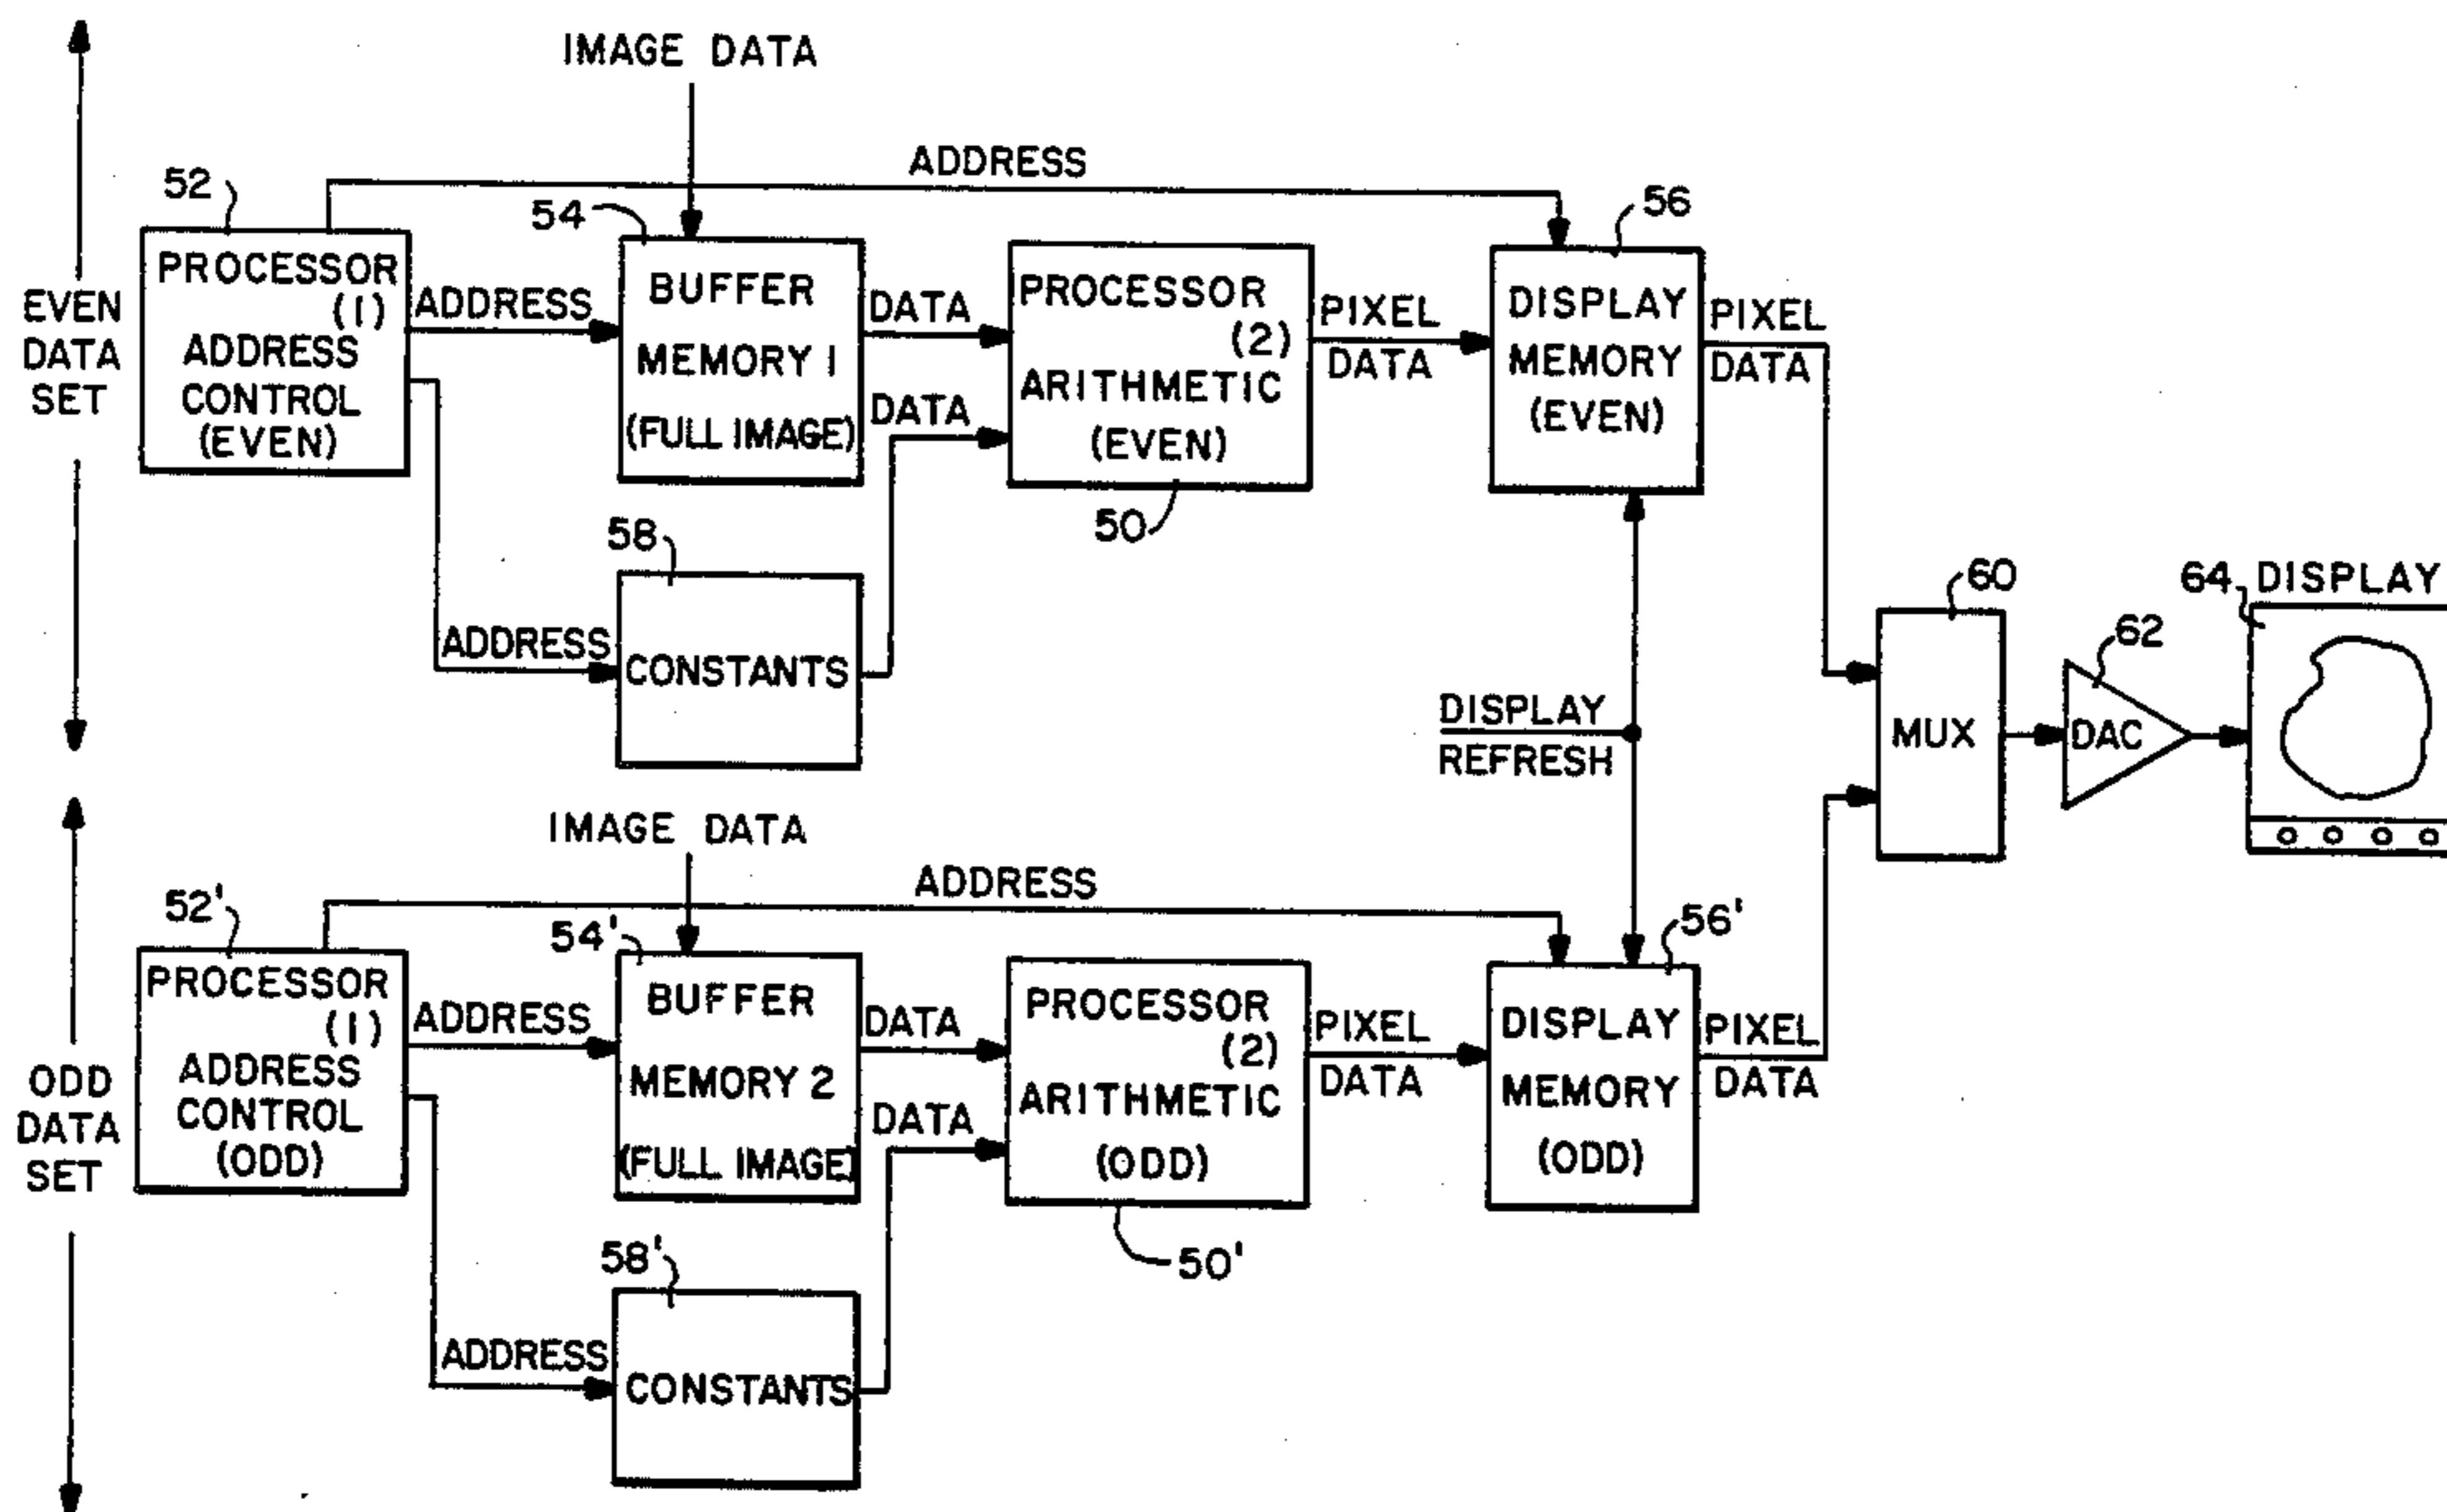 IMAGE DATA
ADDRESS
52
54
56
PROCESSOR
(1)
ADDRESS
CONTROL
(EVEN)
ADDRESS
BUFFER
MEMORY 1
(FULL IMAGE)
DATA
DATA
PROCESSOR
(2)
ARITHMETIC
(EVEN)
50
PIXEL
DATA
DISPLAY
MEMORY
(EVEN)
PIXEL
DATA
EVEN
DATA
SET
58
ADDRESS
CONSTANTS
DISPLAY
REFRESH
60
MUX
62
DAC
64
DISPLAY
IMAGE DATA
ADDRESS
52'
54'
56'
PROCESSOR
(1)
ADDRESS
CONTROL
(ODD)
ADDRESS
BUFFER
MEMORY 2
(FULL IMAGE)
DATA
DATA
PROCESSOR
(2)
ARITHMETIC
(ODD)
50'
PIXEL
DATA
DISPLAY
MEMORY
(ODD)
PIXEL
DATA
ODD
DATA
SET
58'
ADDRESS
CONSTANTS